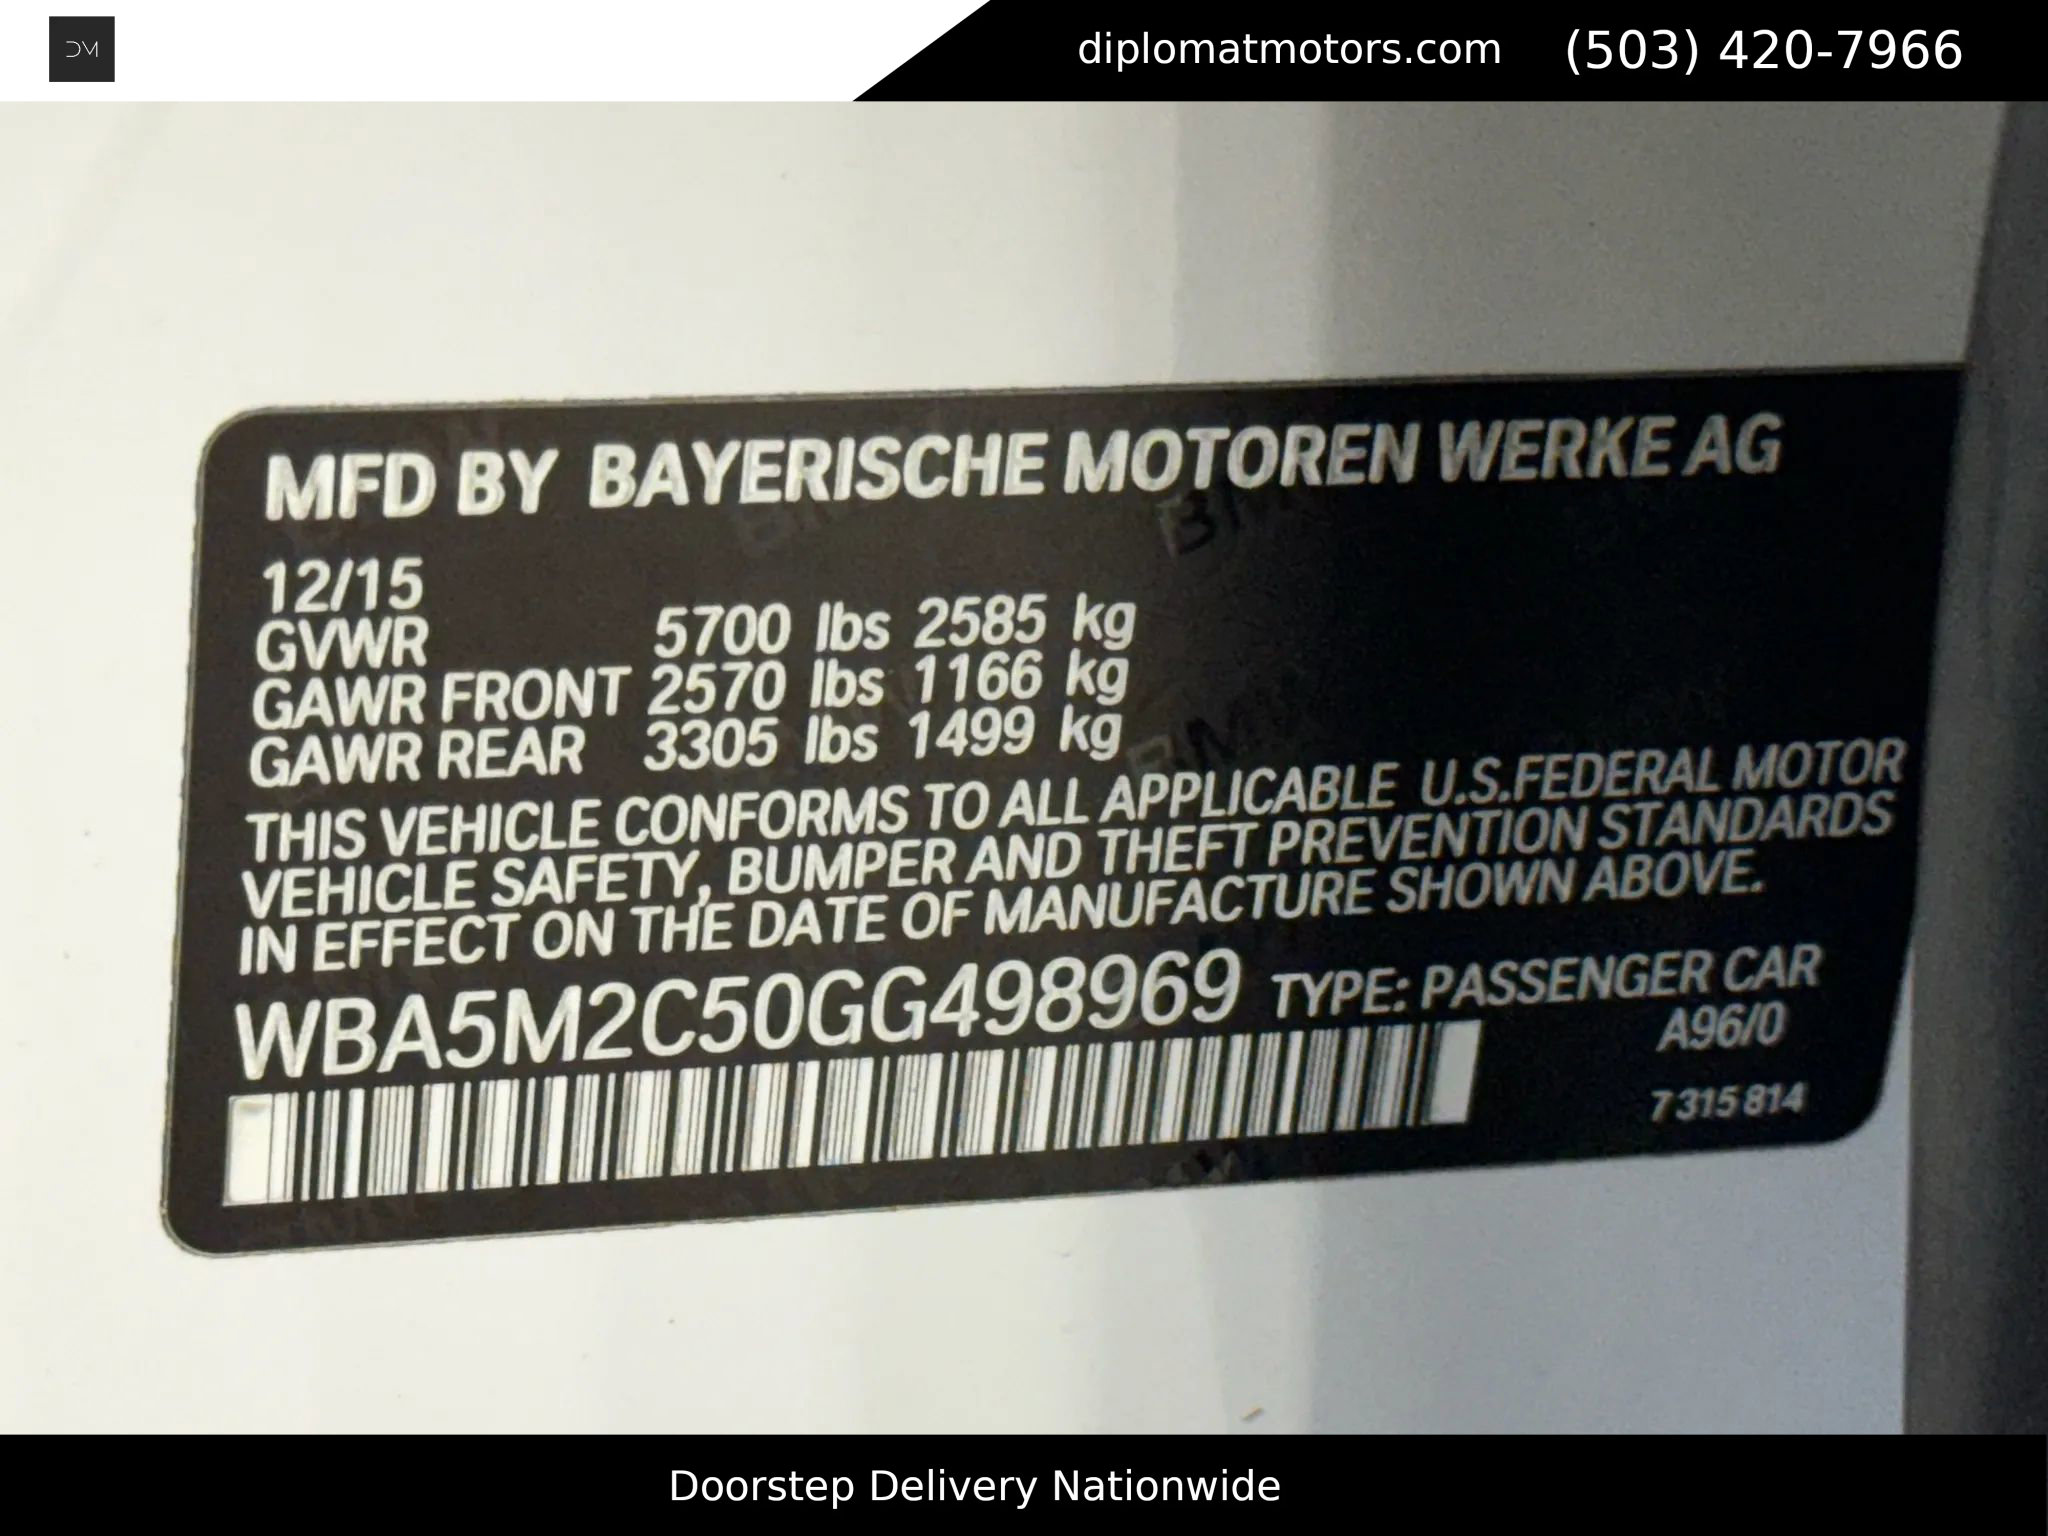 DM
diplomatmotors.com (503) 420-7966
MFD BY BAYERISCHE MOTOREN WERKE AG
12/15
GVWR 5700 lbs 2585 kg
GAWR FRONT 2570 lbs 1166 kg
GAWR REAR 3305 lbs 1499 kg
THIS VEHICLE CONFORMS TO ALL APPLICABLE U.S.FEDERAL MOTOR
VEHICLE SAFETY, BUMPER AND THEFT PREVENTION STANDARDS
IN EFFECT ON THE DATE OF MANUFACTURE SHOWN ABOVE.
WBA5M2C50GG498969 TYPE: PASSENGER CAR
A96/0
7 315 814
Doorstep Delivery Nationwide